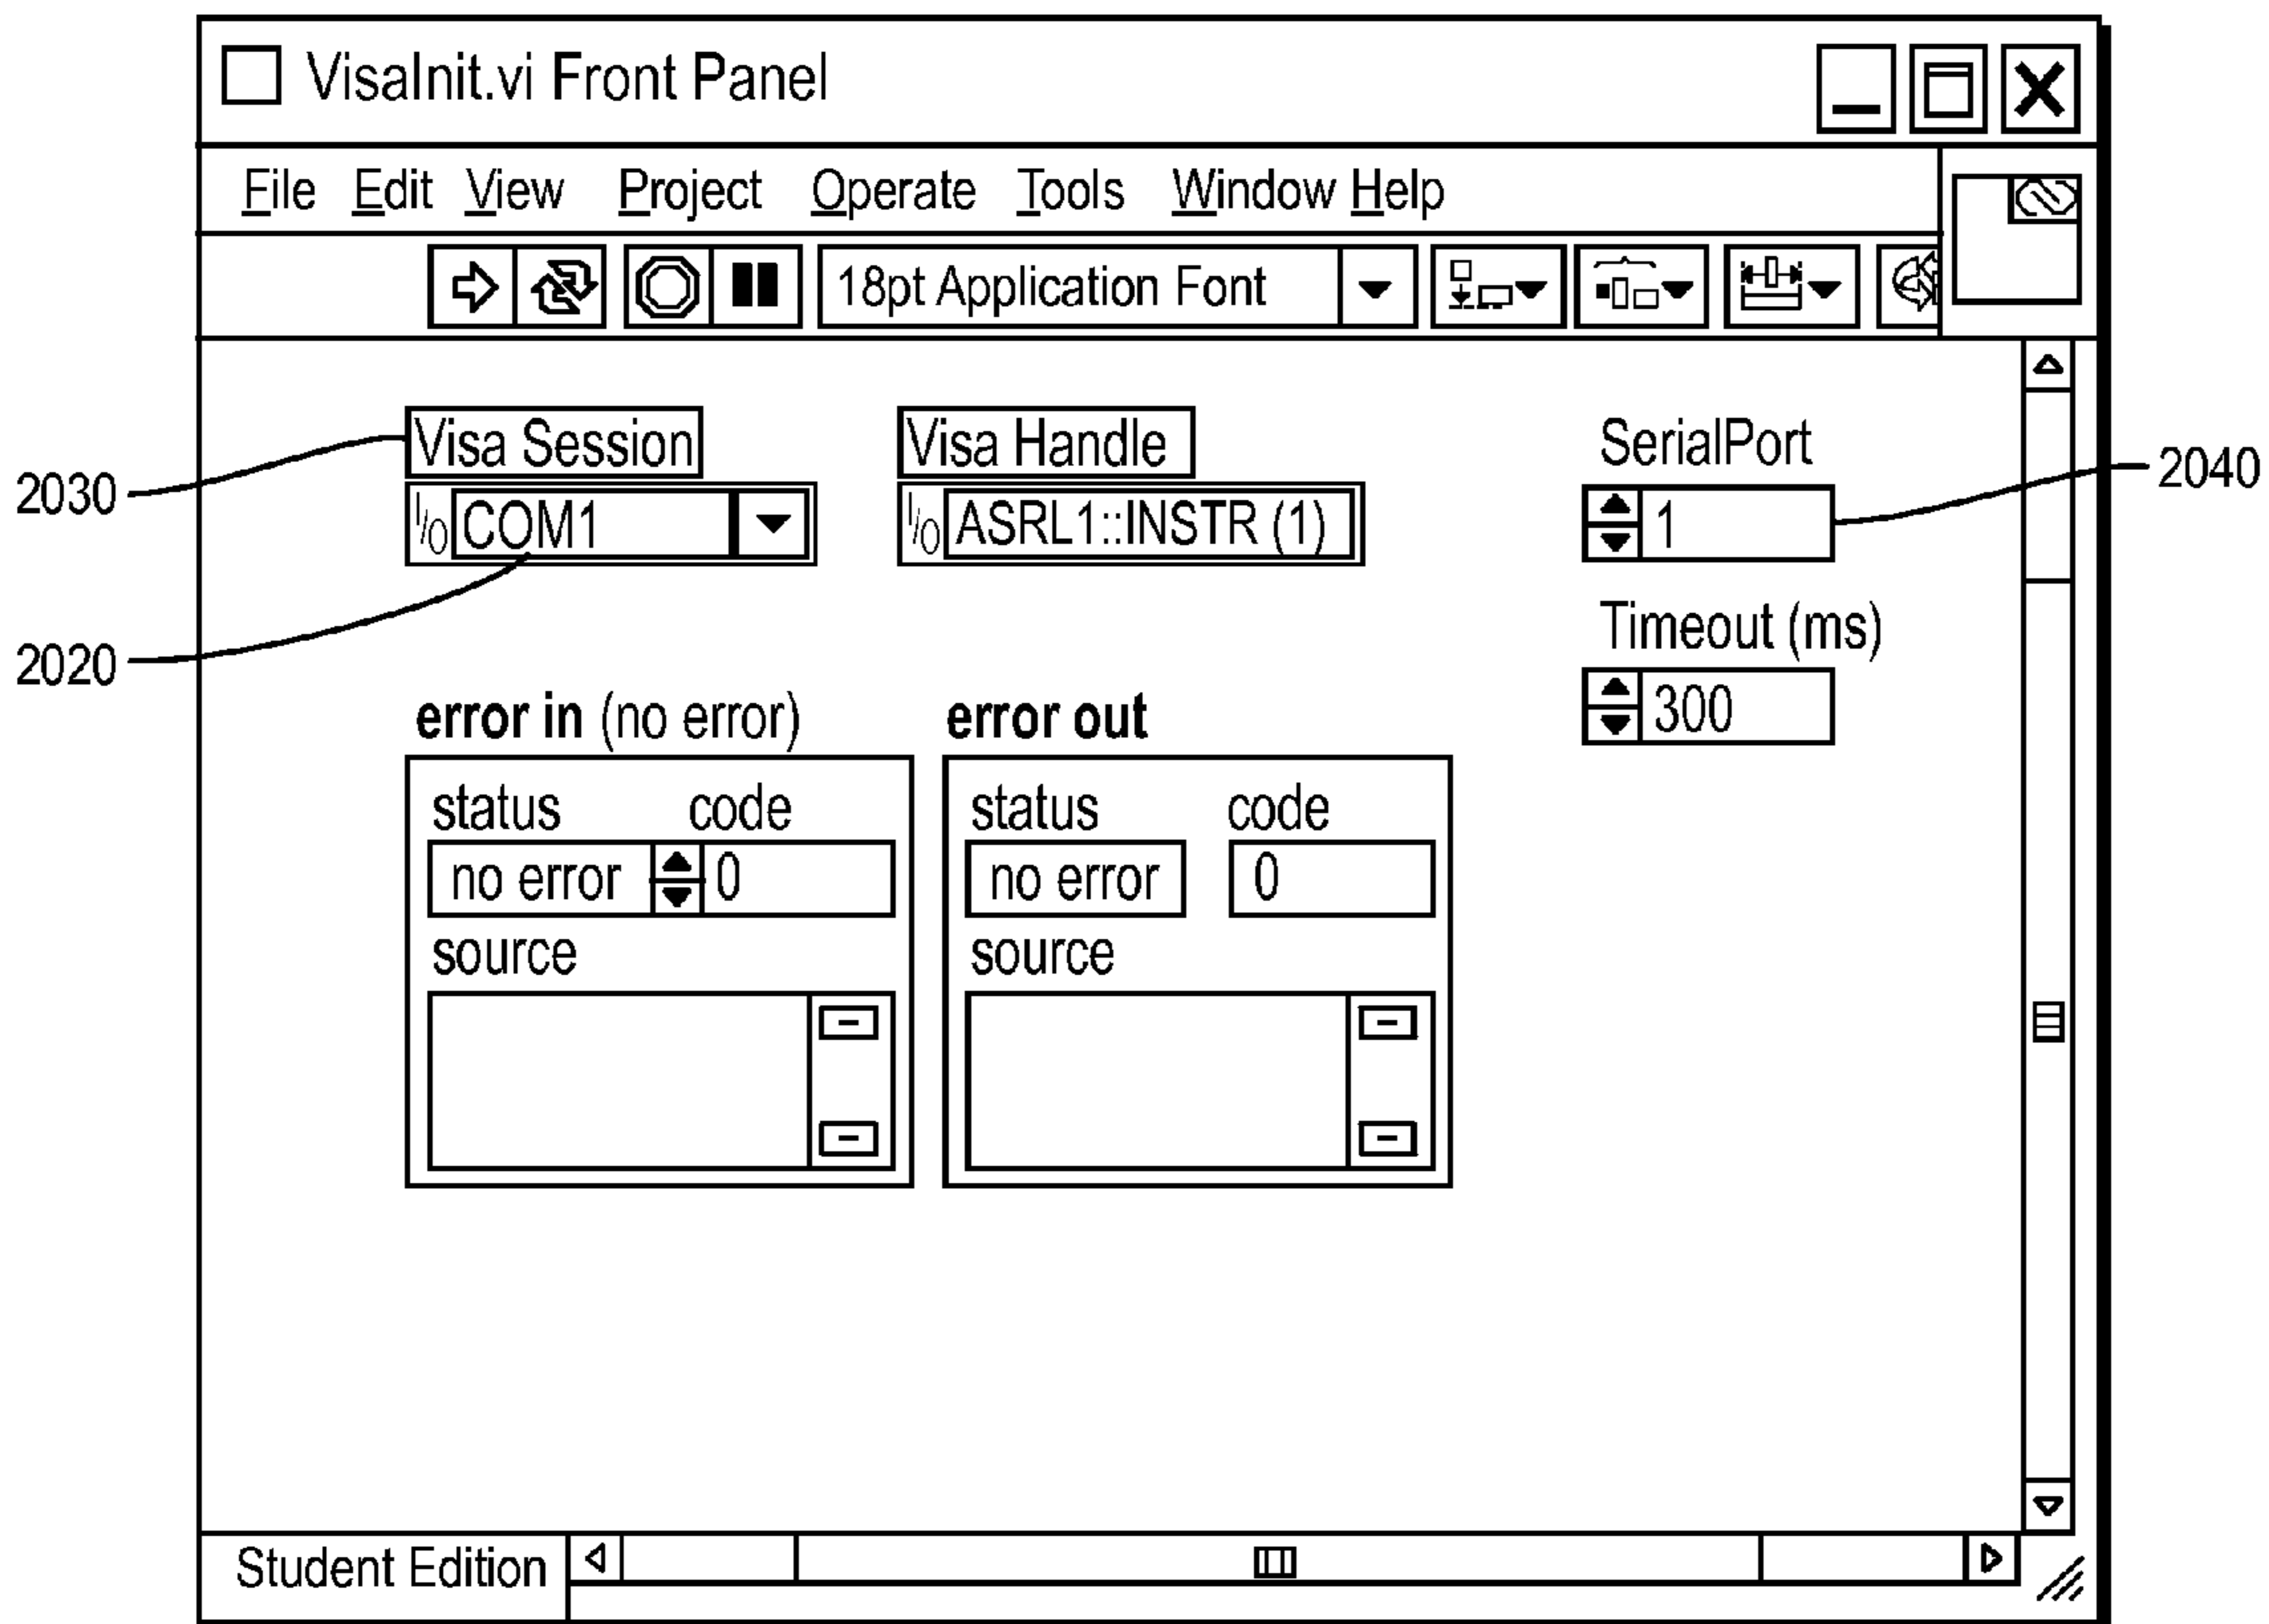 VisaInit.vi Front Panel
File Edit View Project Operate Tools Window Help
18pt Application Font
Visa Session Visa Handle SerialPort
2030 2040
I/O COM1 I/O ASRL1::INSTR (1) 1
2020
Timeout (ms)
300
error in (no error) error out
status code status code
no error 0 no error 0
source source
Student Edition